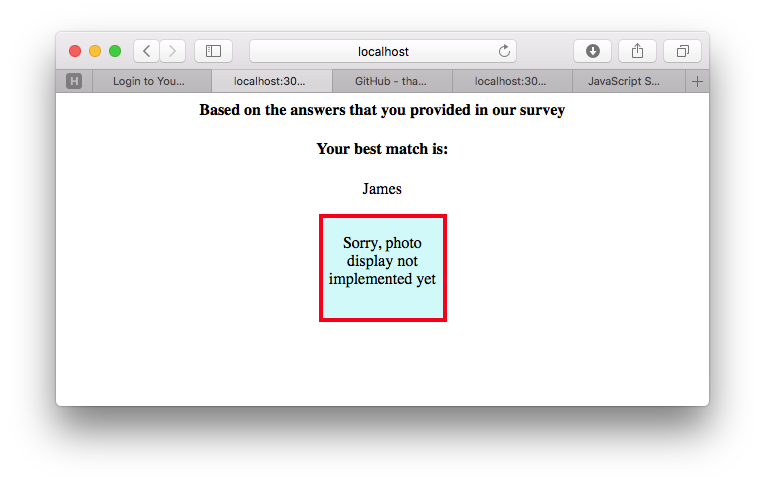 localhost
H
Login to You...
localhost:30...
GitHub - tha...
localhost:30...
JavaScript S...
Based on the answers that you provided in our survey
Your best match is:
James
Sorry, photo
display not
implemented yet